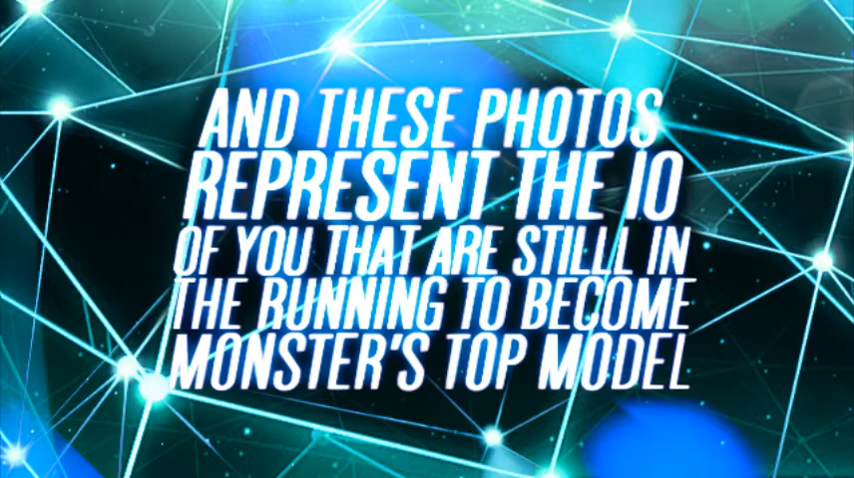 AND THESE PHOTOS
REPRESENT THE 10
OF YOU THAT ARE STILLL IN
THE RUNNING TO BECOME
MONSTER'S TOP MODEL